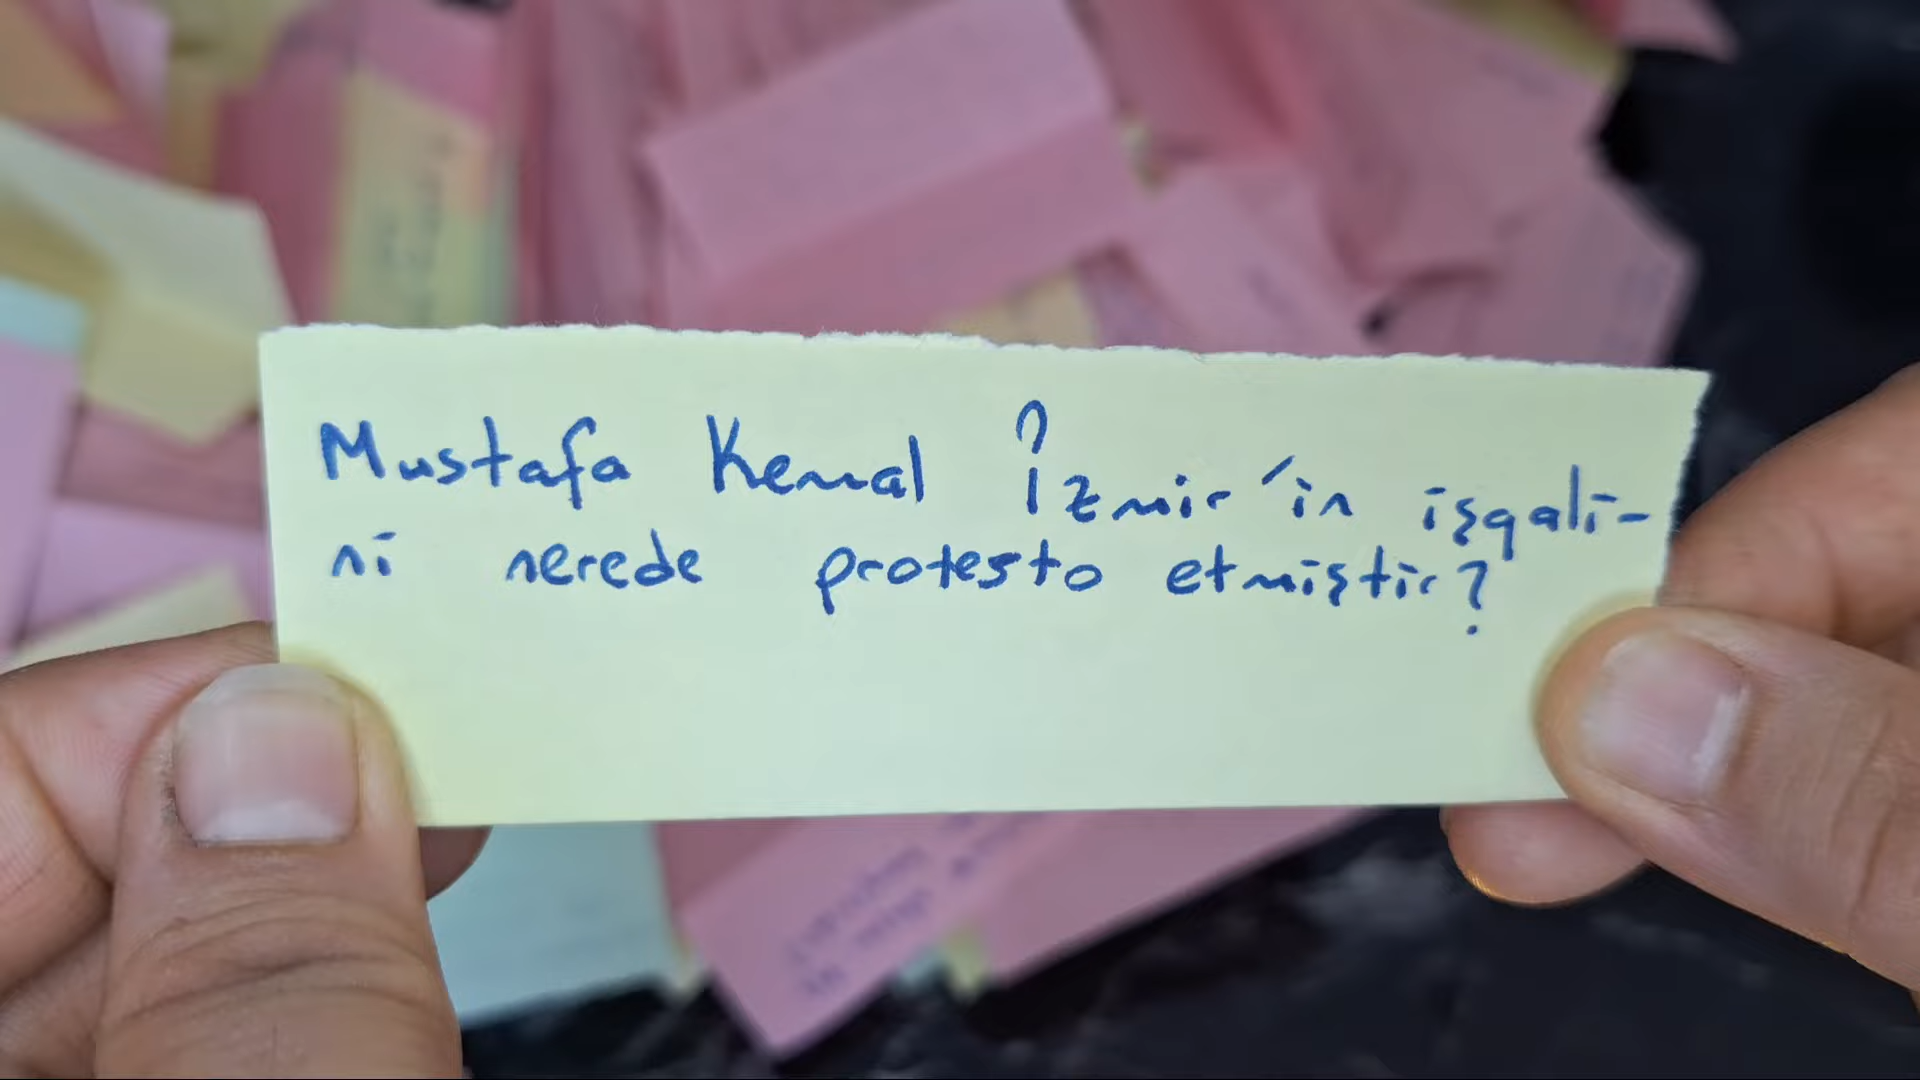 Mustafa Kemal İzmir'in işgali-
ni nerede protesto etmiştir?